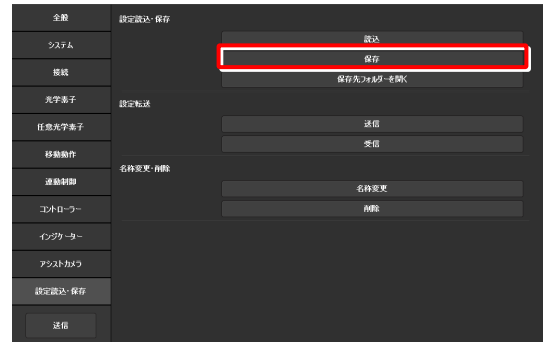 全般
システム
接続
光学素子
任意光学素子
移動動作
連動制御
コントローラー
インジケーター
アシストカメラ
設定読込・保存
送信
設定読込・保存
読込
保存
保存先フォルダーを開く
設定転送
送信
受信
名称変更・削除
名称変更
削除